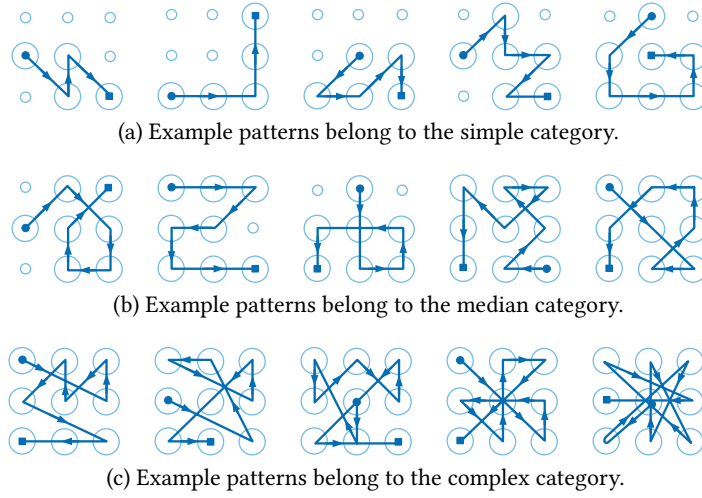 (a) Example patterns belong to the simple category.
(b) Example patterns belong to the median category.
(c) Example patterns belong to the complex category.